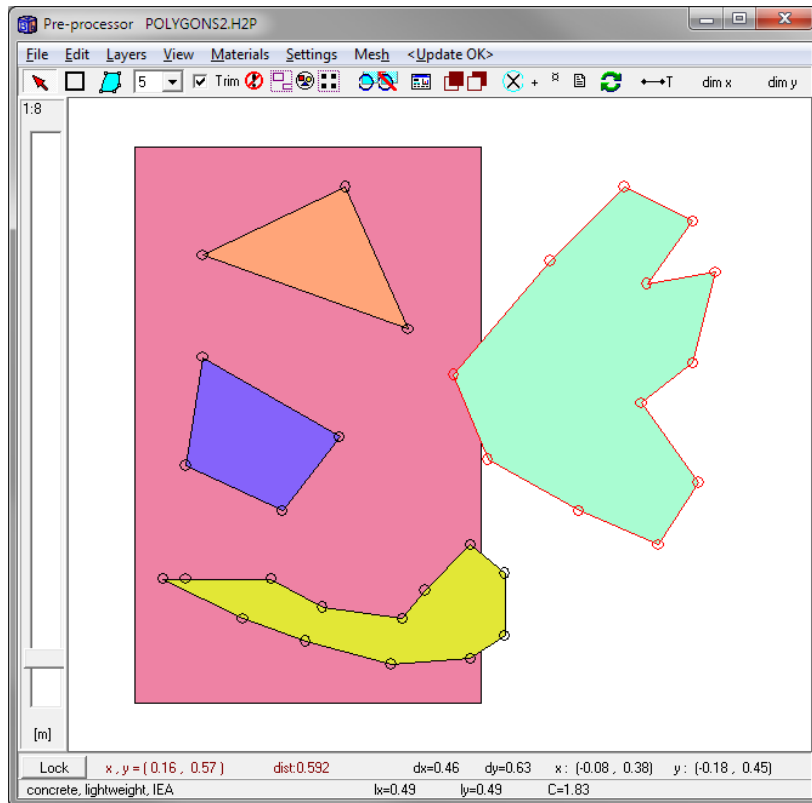 Pre-processor   POLYGONS2.H2P
File Edit Layers View Materials Settings Mesh <Update OK>
5 Trim T dim x dim y
1:8
[m]
Lock x , y = ( 0.16 , 0.57 ) dist:0.592 dx=0.46 dy=0.63 x : (-0.08 , 0.38) y : (-0.18 , 0.45)
concrete, lightweight, IEA Ix=0.49 Iy=0.49 C=1.83